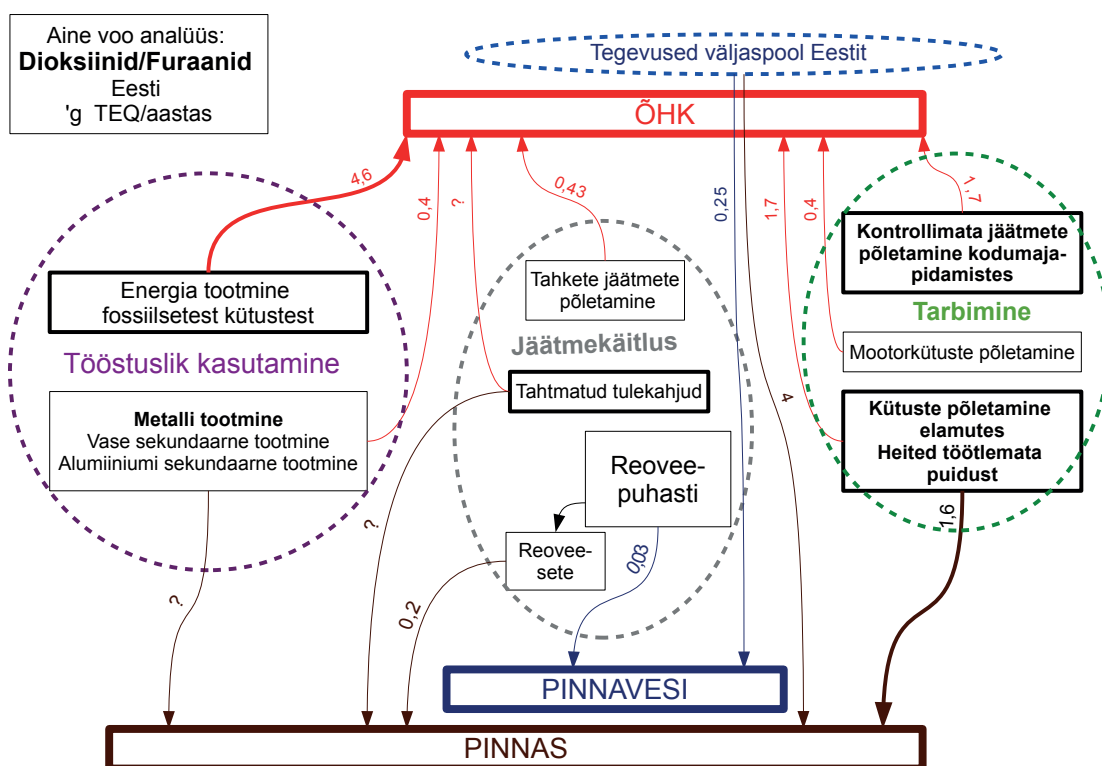 Aine voo analüüs:
Dioksiinid/Furaanid
Eesti
'g TEQ/aastas
Tegevused väljaspool Eestit
ÕHK
4,6
0,4
?
0,43
0,25
1,7
0,4
1,7
Energia tootmine
fossiilsetest kütustest
Tööstuslik kasutamine
Metalli tootmine
Vase sekundaarne tootmine
Alumiiniumi sekundaarne tootmine
Tahkete jäätmete
põletamine
Jäätmekäitlus
Tahtmatud tulekahjud
Reovee-
puhasti
Reovee-
sete
Kontrollimata jäätmete
põletamine kodumaja-
pidamistes
Tarbimine
Mootorkütuste põletamine
Kütuste põletamine
elamutes
Heited töötlemata
puidust
4
1,6
?
?
0,2
0,03
PINNAVESI
PINNAS